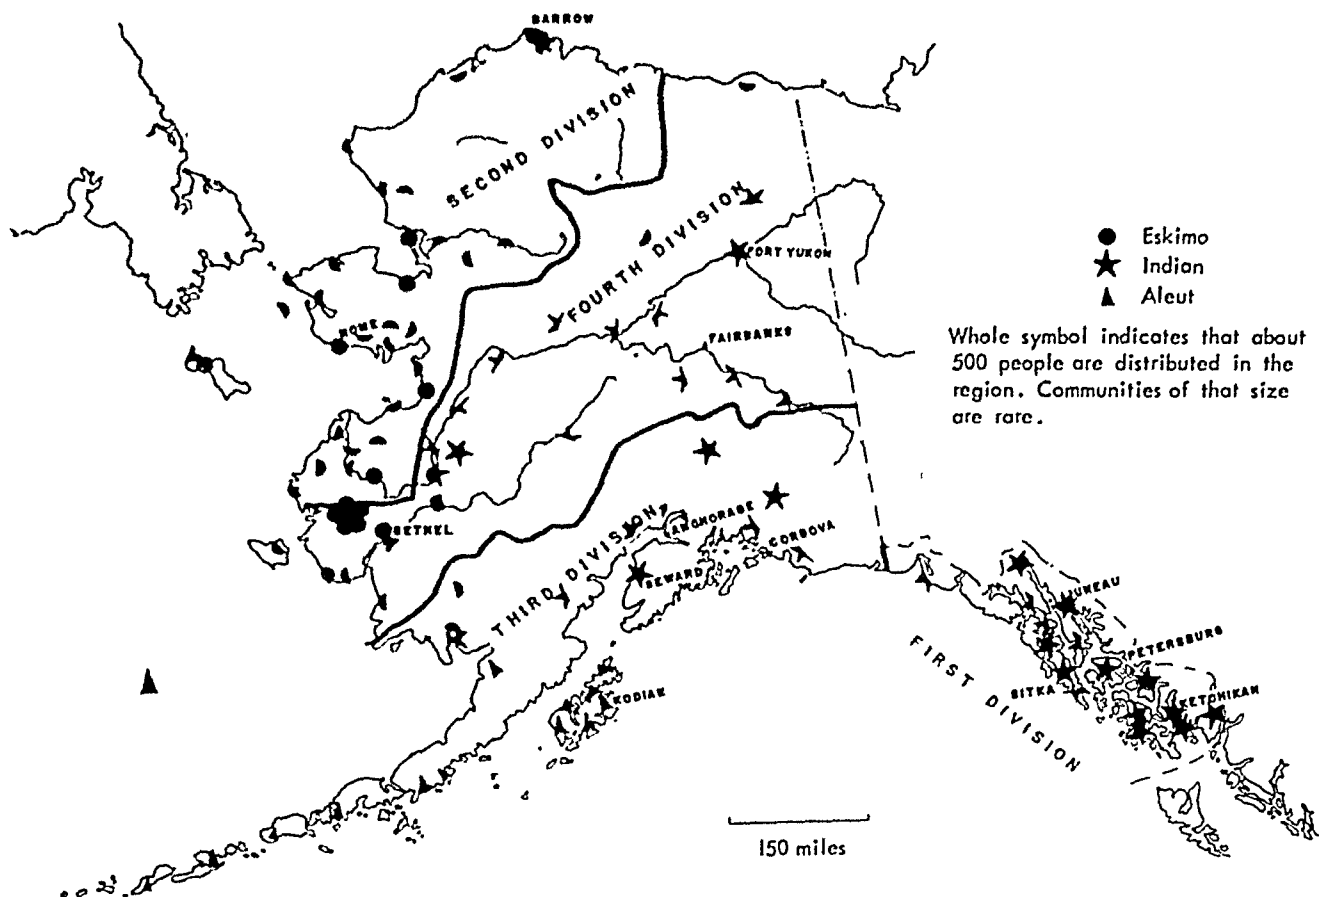 BARROW
SECOND DIVISION
FOURTH DIVISION
FORT YUKON
Eskimo
Indian
Aleut
NOME
FAIRBANKS
Whole symbol indicates that about
500 people are distributed in the
region. Communities of that size
are rare.
BETHEL
ANCHORAGE
CORDOVA
THIRD DIVISION
SEWARD
JUNEAU
PETERSBURG
FIRST DIVISION
SITKA
KETCHIKAN
KODIAK
150 miles